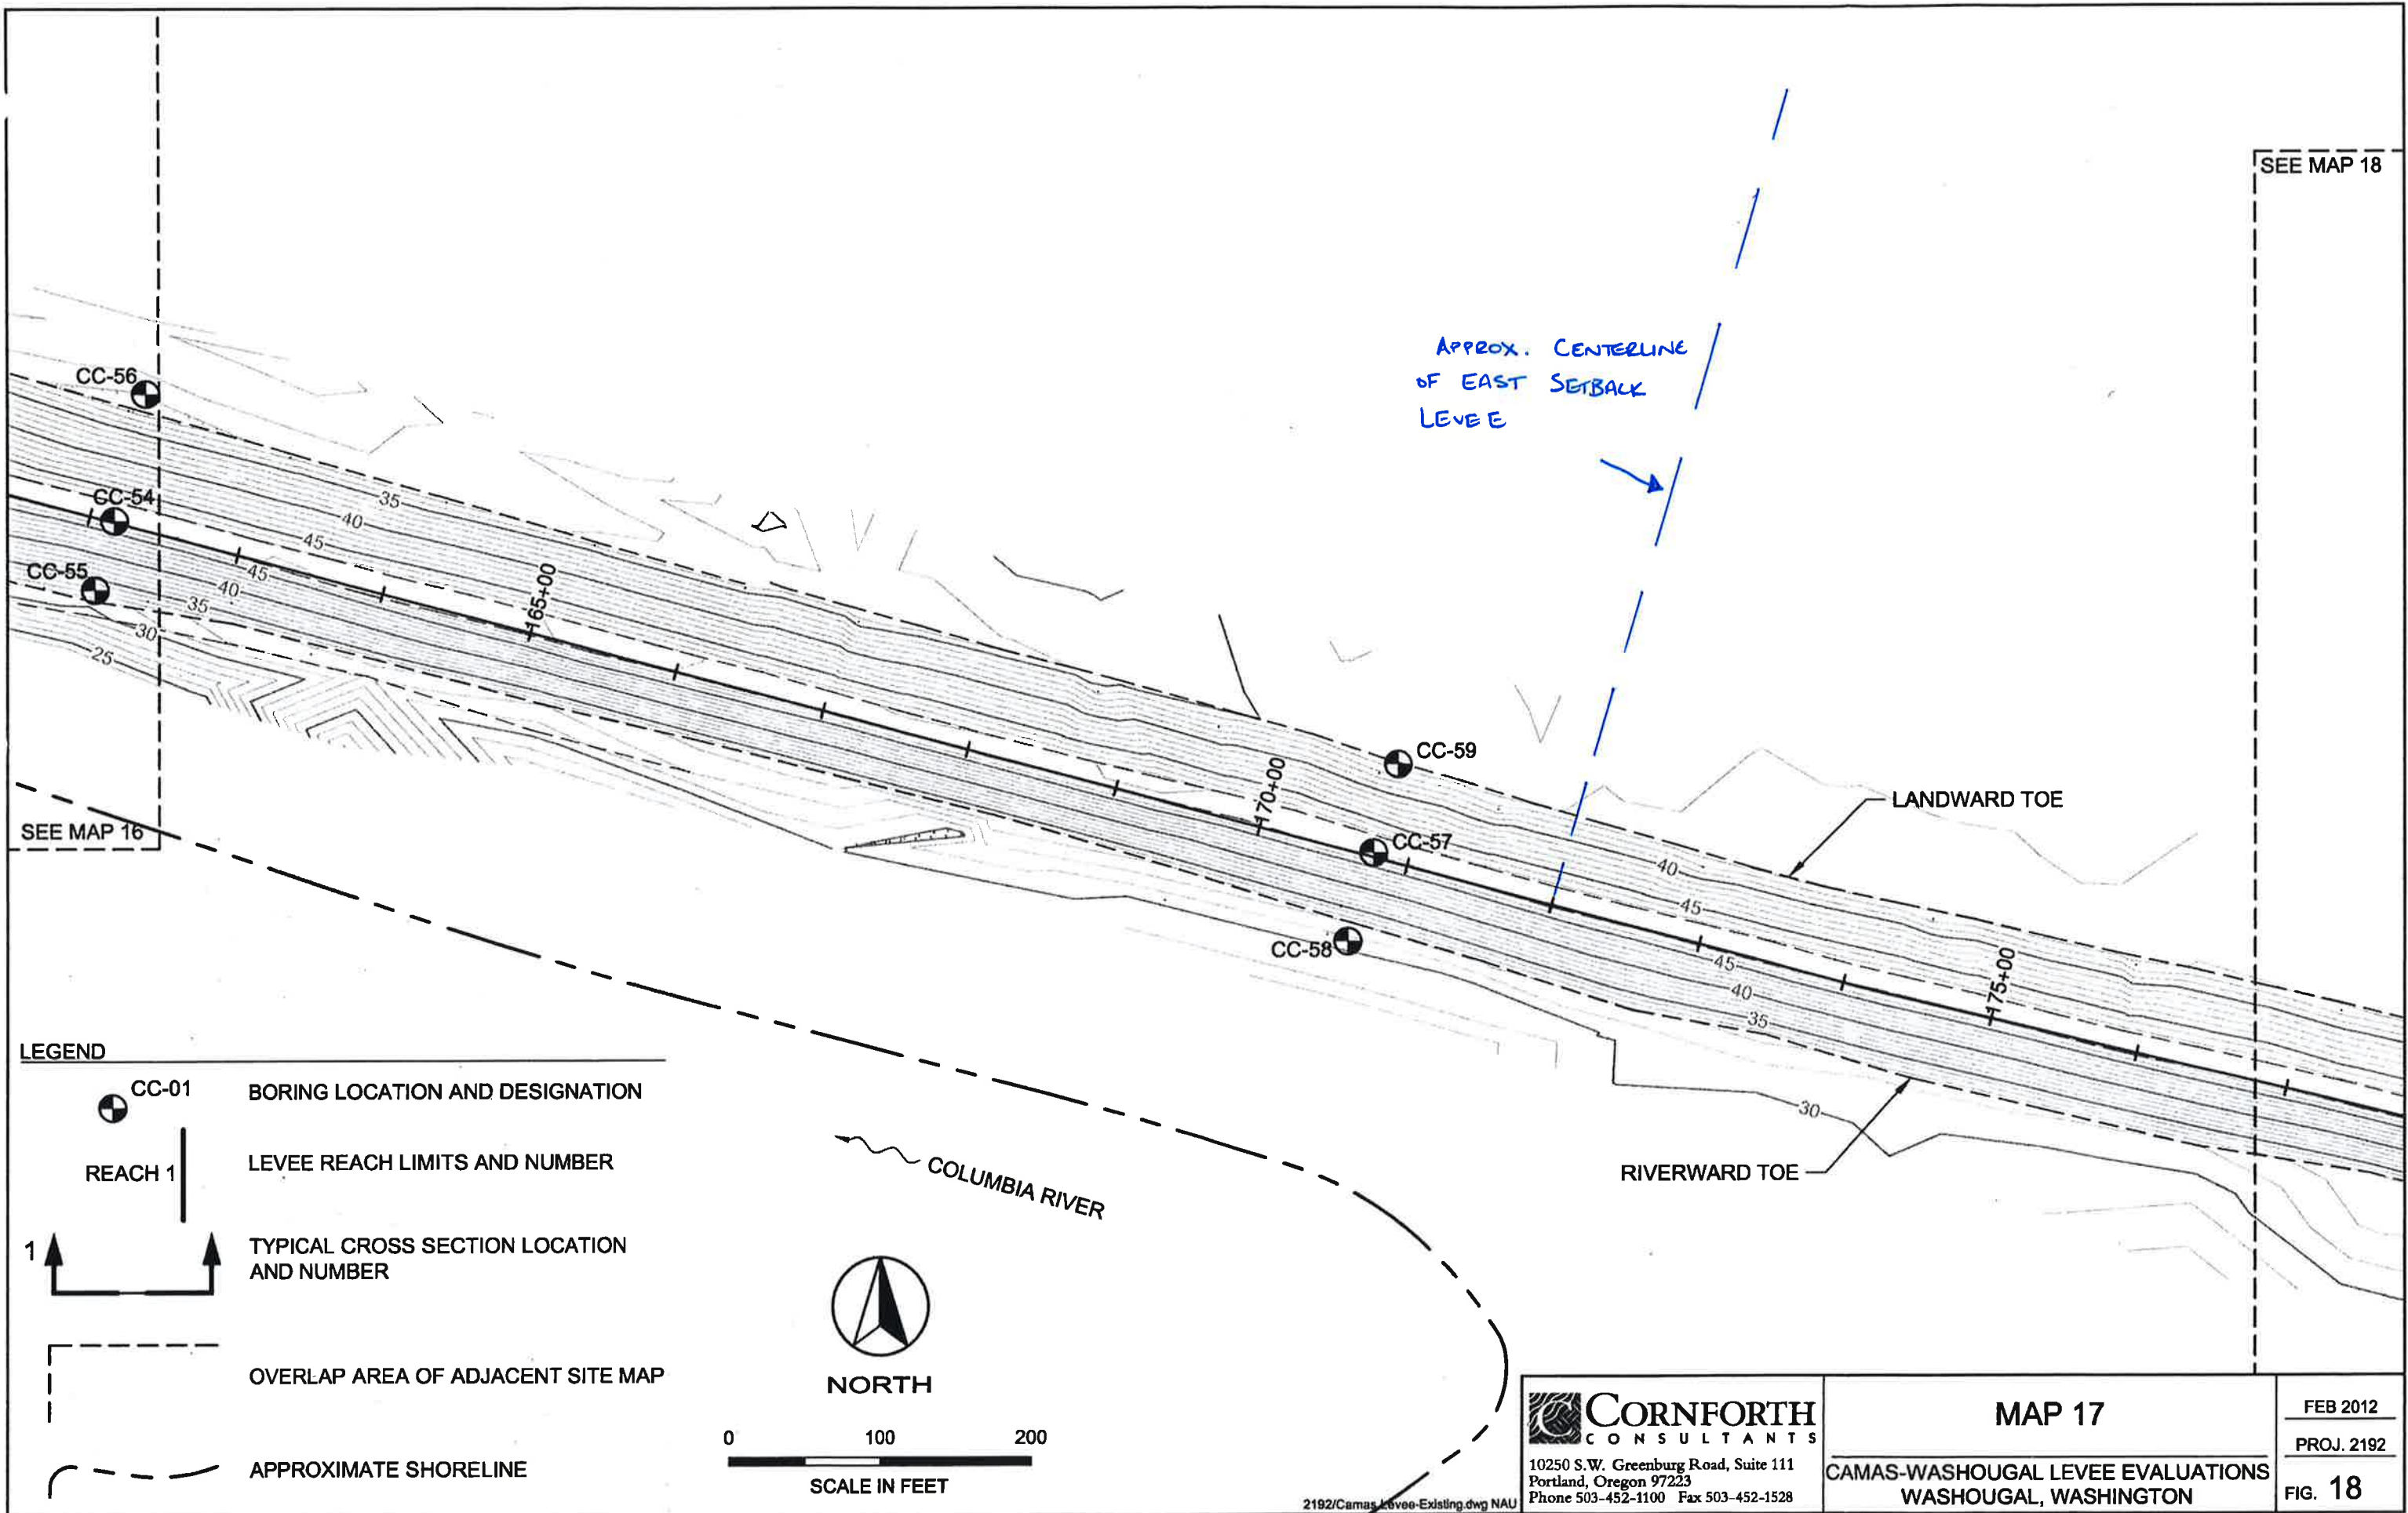 SEE MAP 18
APPROX. CENTERLINE
OF EAST SETBACK
LEVEE
CC-56
35
40
45
CC-54
45
40
CC-55
35
30
25
165+00
CC-59
170+00
CC-57
CC-58
LANDWARD TOE
40
45
45
40
35
175+00
30
RIVERWARD TOE
SEE MAP 16
COLUMBIA RIVER
LEGEND
CC-01
BORING LOCATION AND DESIGNATION
REACH 1
LEVEE REACH LIMITS AND NUMBER
1
TYPICAL CROSS SECTION LOCATION
AND NUMBER
OVERLAP AREA OF ADJACENT SITE MAP
APPROXIMATE SHORELINE
NORTH
0 100 200
SCALE IN FEET
2192/Camas Levee-Existing.dwg NAU
CORNFORTH
CONSULTANTS
10250 S.W. Greenburg Road, Suite 111
Portland, Oregon 97223
Phone 503-452-1100 Fax 503-452-1528
MAP 17
CAMAS-WASHOUGAL LEVEE EVALUATIONS
WASHOUGAL, WASHINGTON
FEB 2012
PROJ. 2192
FIG. 18